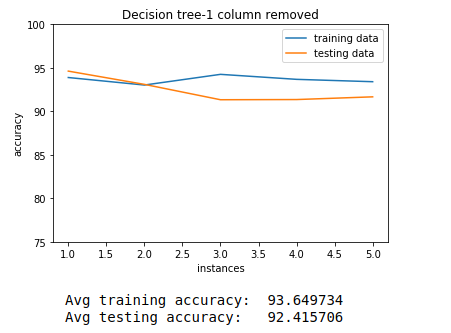 Decision tree-1 column removed
100
95
90
85
80
75
accuracy
training data
testing data
1.0 1.5 2.0 2.5 3.0 3.5 4.0 4.5 5.0
instances
Avg training accuracy: 93.649734
Avg testing accuracy: 92.415706